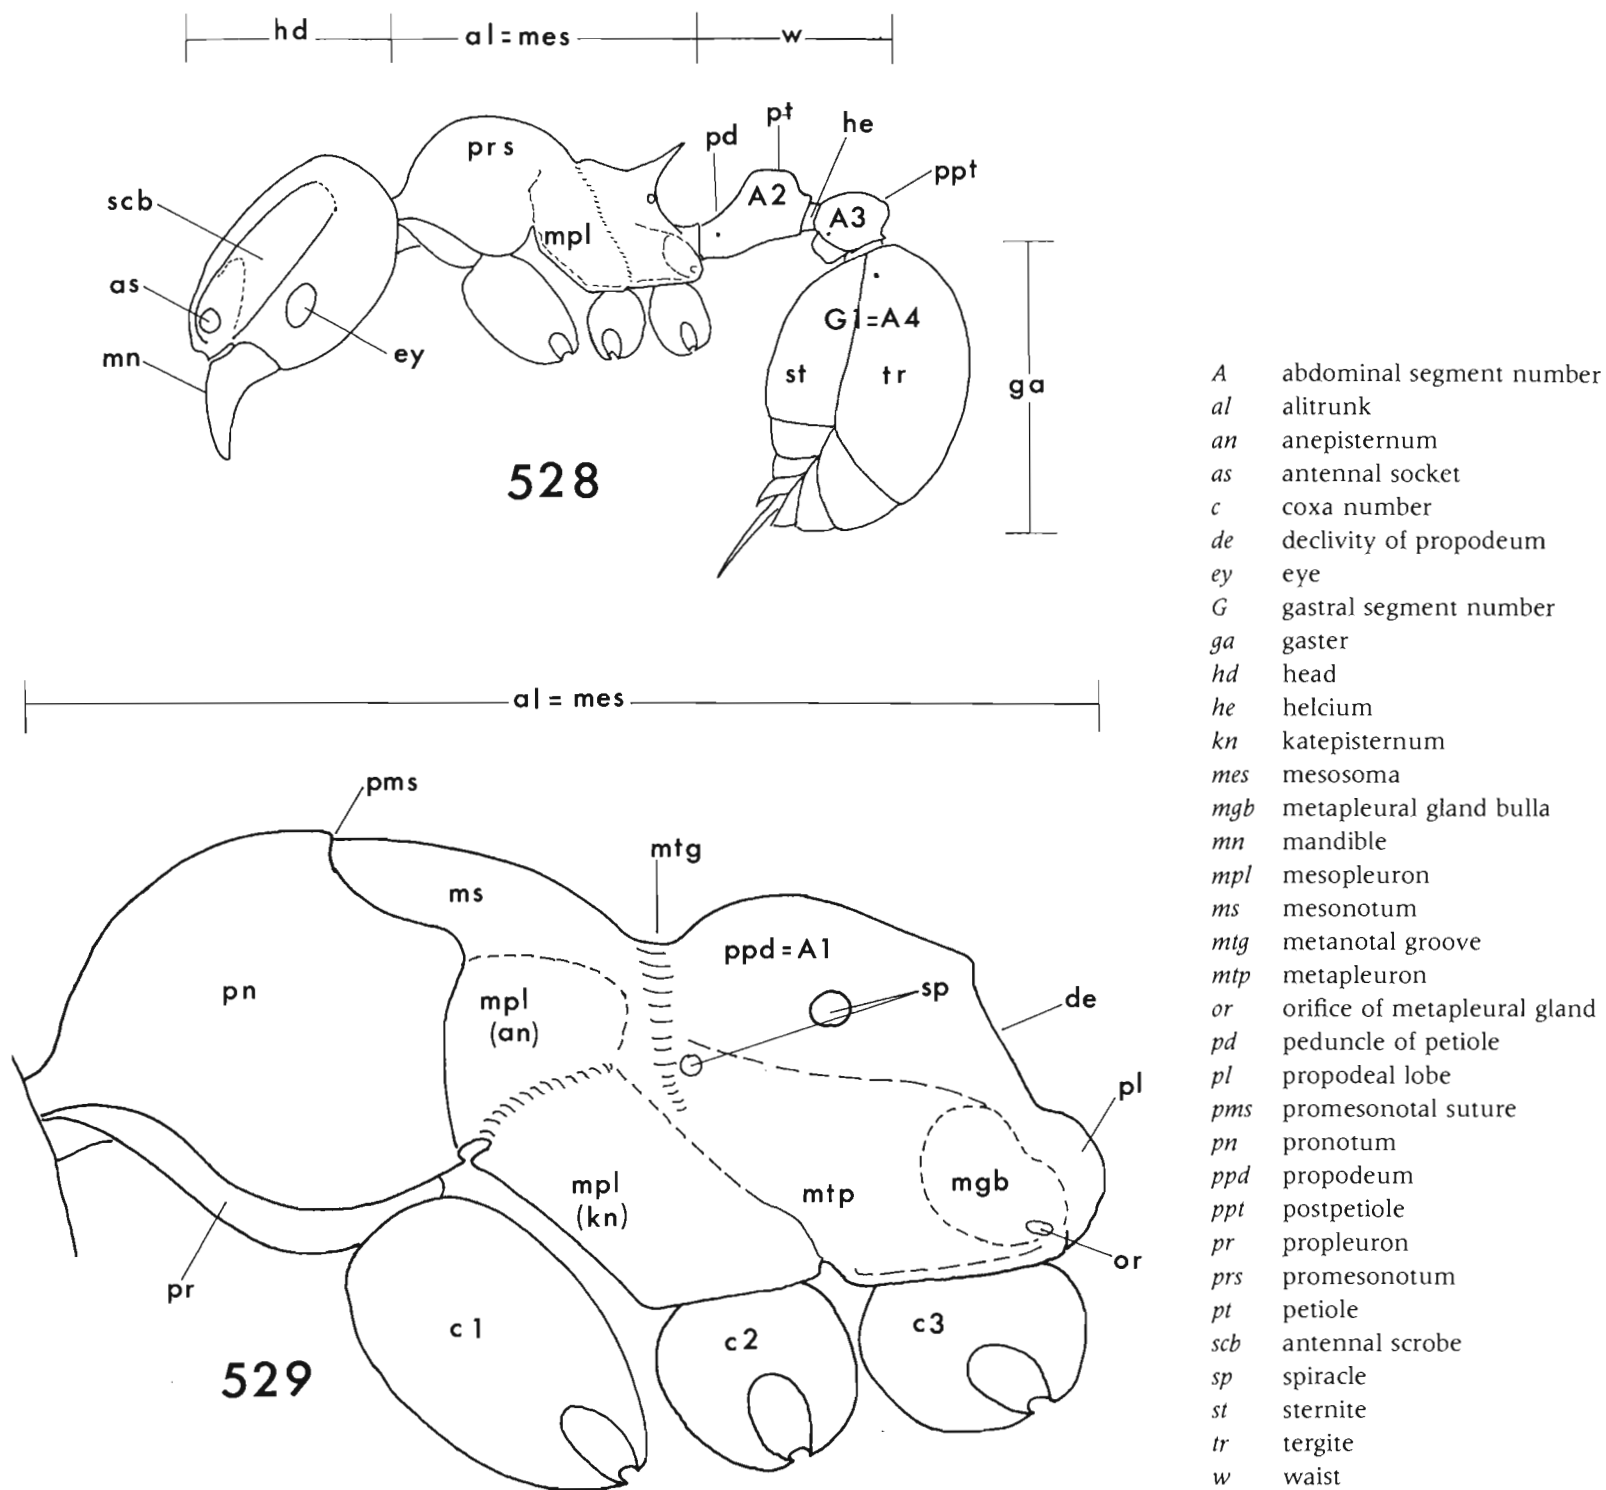 hd al = mes w
pt
he
pd
prs
ppt
A2
scb
A3
mpl
as
G1=A4
mn
ey
st tr
ga
528
al = mes
pms
mtg
ms
ppd = A1
pn
sp
mpl
(an)
de
pl
mpl
(kn)
mtp
mgb
or
pr
c1
c2
c3
529
A abdominal segment number
al alitrunk
an anepisternum
as antennal socket
c coxa number
de declivity of propodeum
ey eye
G gastral segment number
ga gaster
hd head
he helcium
kn katepisternum
mes mesosoma
mgb metapleural gland bulla
mn mandible
mpl mesopleuron
ms mesonotum
mtg metanotal groove
mtp metapleuron
or orifice of metapleural gland
pd peduncle of petiole
pl propodeal lobe
pms promesonotal suture
pn pronotum
ppd propodeum
ppt postpetiole
pr propleuron
prs promesonotum
pt petiole
scb antennal scrobe
sp spiracle
st sternite
tr tergite
w waist